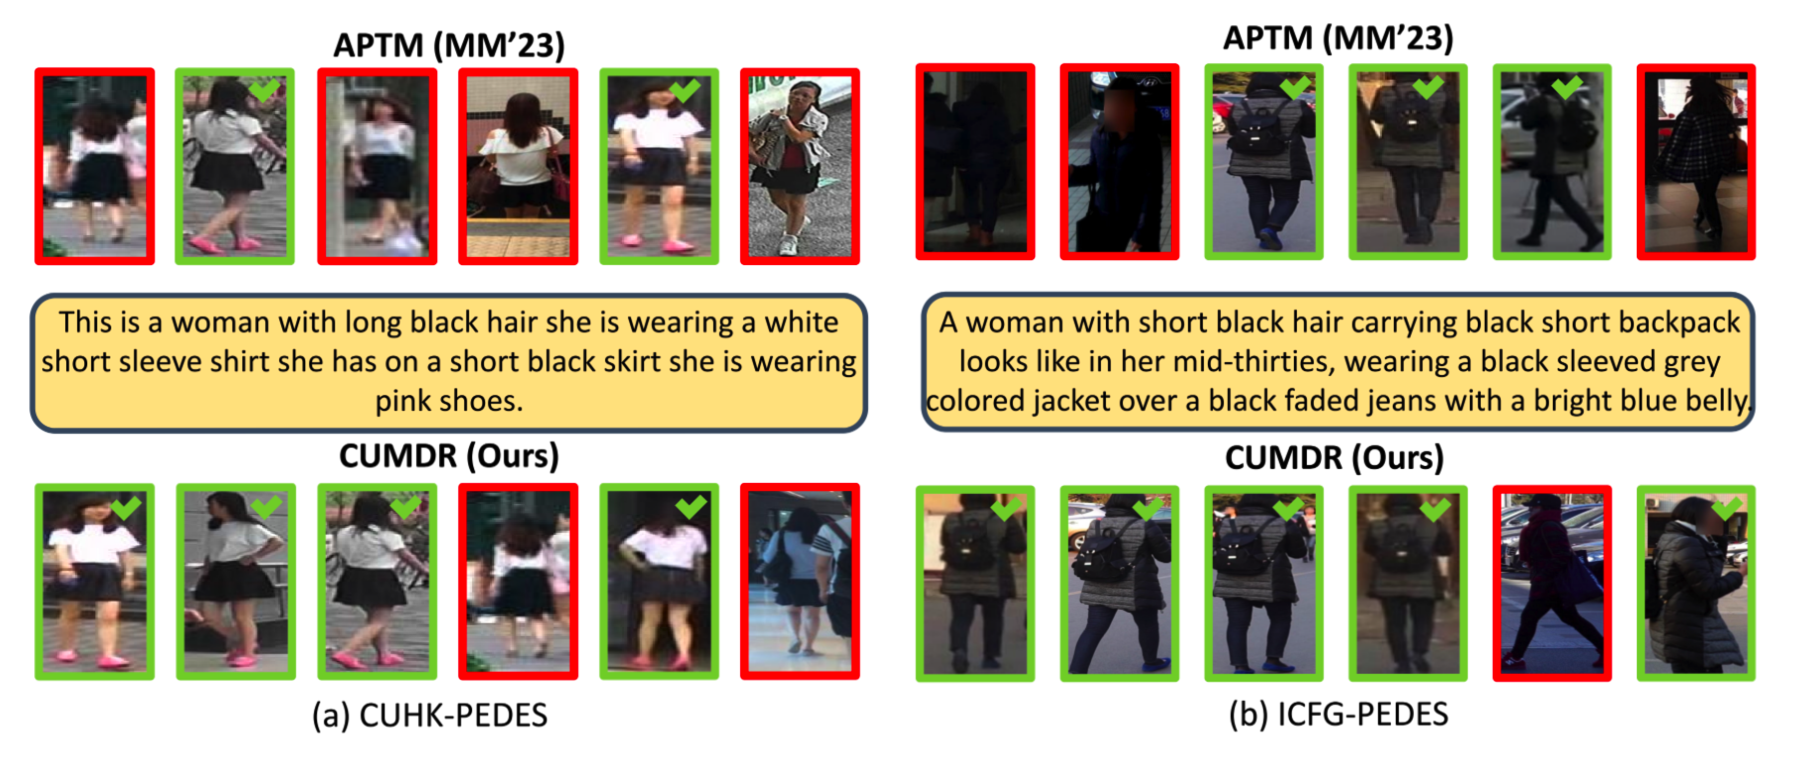 APTM (MM’23)
This is a woman with long black hair she is wearing a white
short sleeve shirt she has on a short black skirt she is wearing
pink shoes.
CUMDR (Ours)
(a) CUHK-PEDES
APTM (MM’23)
A woman with short black hair carrying black short backpack
looks like in her mid-thirties, wearing a black sleeved grey
colored jacket over a black faded jeans with a bright blue belly.
CUMDR (Ours)
(b) ICFG-PEDES